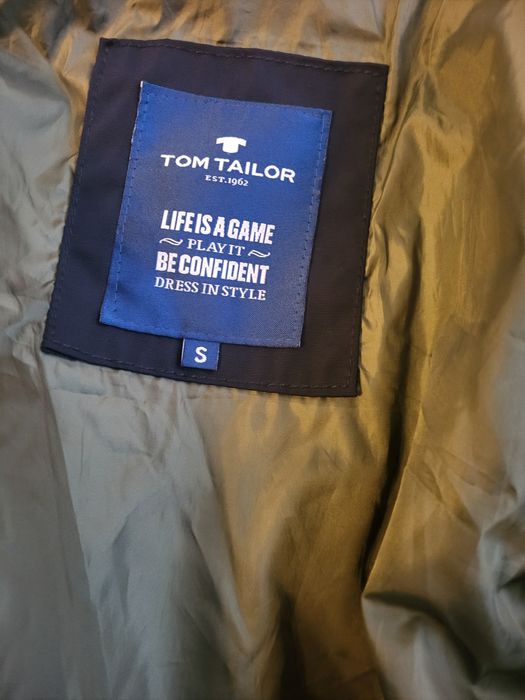 TOM TAILOR
EST.1962
LIFE IS A GAME
~ PLAY IT ~
BE CONFIDENT
DRESS IN STYLE
S